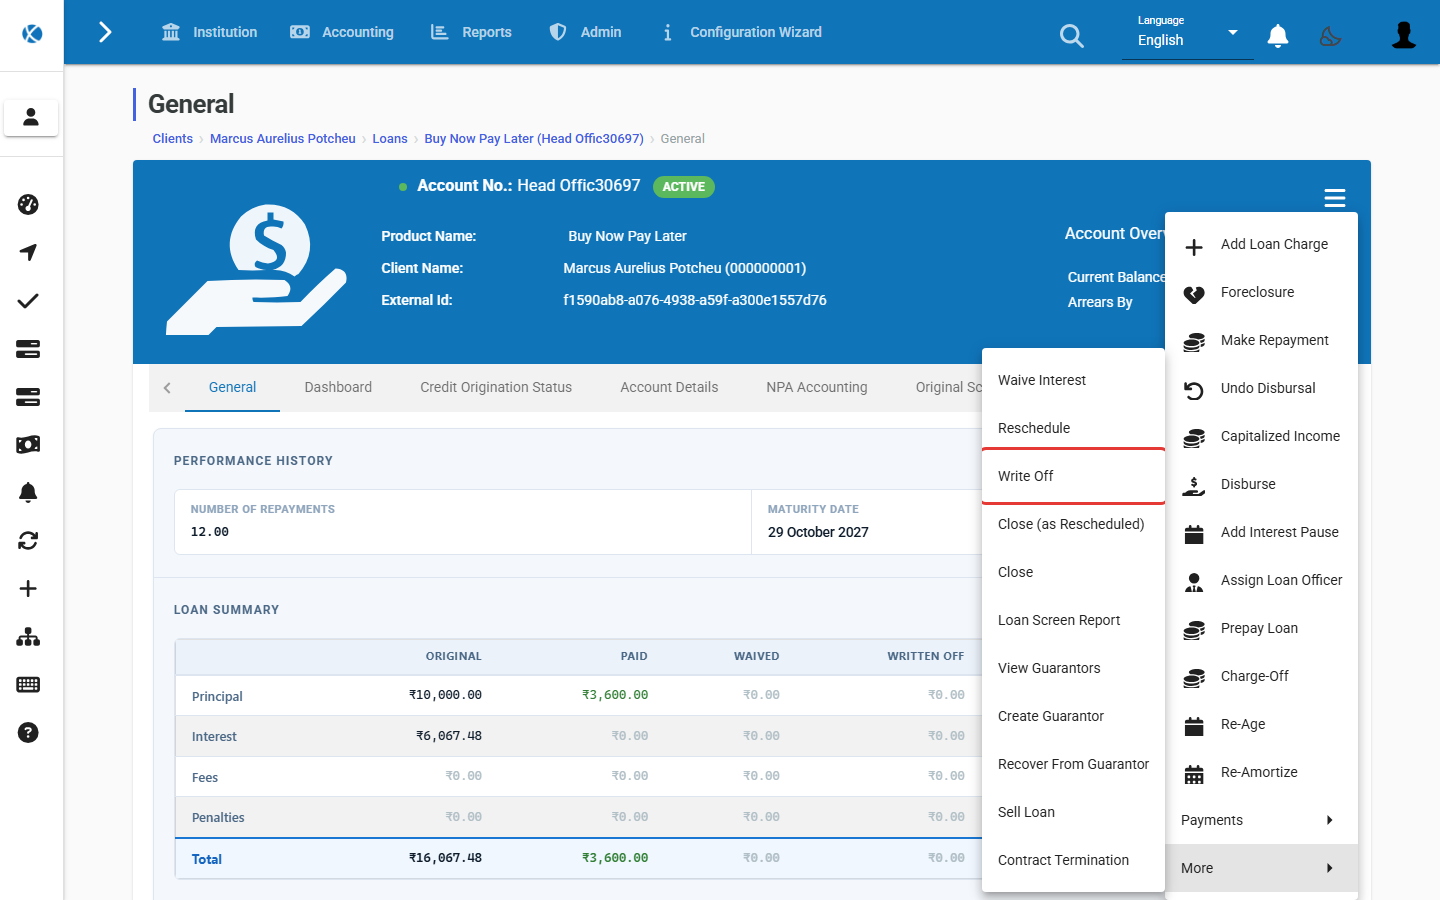 Institution
Accounting
Reports
Admin
Configuration Wizard
Language
English
General
Clients › Marcus Aurelius Potcheu › Loans › Buy Now Pay Later (Head Offic30697) › General
Account No.: Head Offic30697 ACTIVE
Product Name: Buy Now Pay Later
Client Name: Marcus Aurelius Potcheu (000000001)
External Id: f1590ab8-a076-4938-a59f-a300e1557d76
Account Over
Current Balance
Arrears By
General
Dashboard
Credit Origination Status
Account Details
NPA Accounting
Original Sc
PERFORMANCE HISTORY
NUMBER OF REPAYMENTS
12.00
MATURITY DATE
29 October 2027
LOAN SUMMARY
ORIGINAL PAID WAIVED WRITTEN OFF
Principal ₹10,000.00 ₹3,600.00 ₹0.00 ₹0.00
Interest ₹6,067.48 ₹0.00 ₹0.00 ₹0.00
Fees ₹0.00 ₹0.00 ₹0.00 ₹0.00
Penalties ₹0.00 ₹0.00 ₹0.00 ₹0.00
Total ₹16,067.48 ₹3,600.00 ₹0.00 ₹0.00
Waive Interest
Reschedule
Write Off
Close (as Rescheduled)
Close
Loan Screen Report
View Guarantors
Create Guarantor
Recover From Guarantor
Sell Loan
Contract Termination
Add Loan Charge
Foreclosure
Make Repayment
Undo Disbursal
Capitalized Income
Disburse
Add Interest Pause
Assign Loan Officer
Prepay Loan
Charge-Off
Re-Age
Re-Amortize
Payments
More